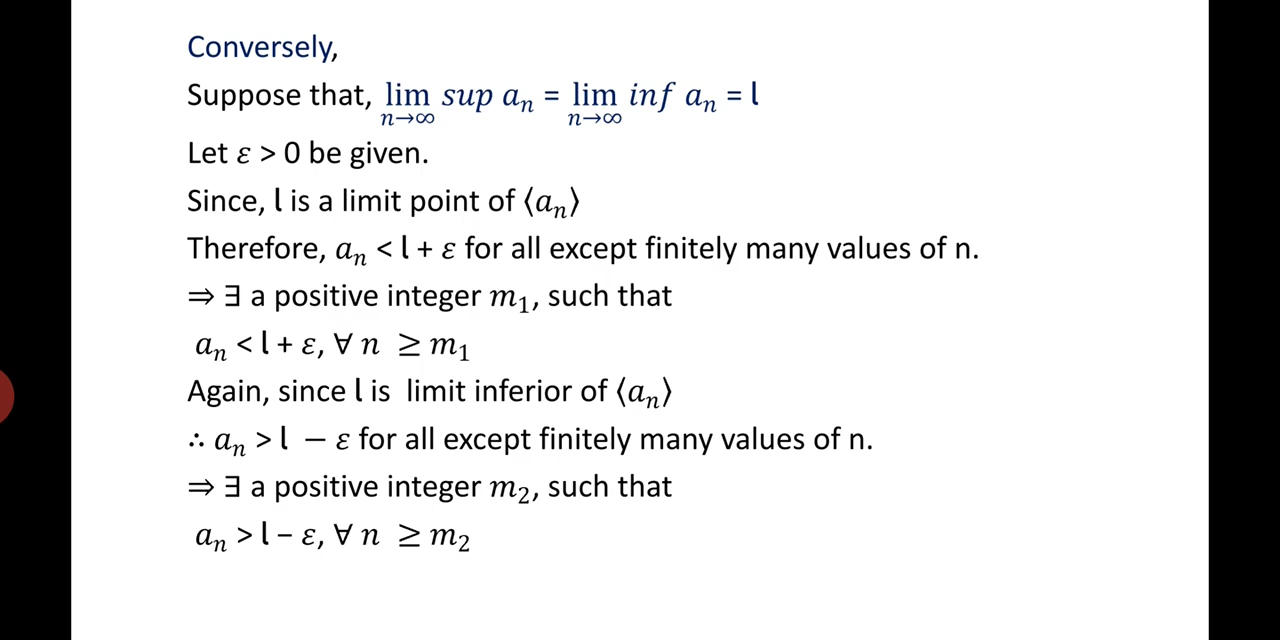 Conversely,
Suppose that, lim sup aₙ = lim inf aₙ = l
n→∞ n→∞
Let ε > 0 be given.
Since, l is a limit point of ⟨aₙ⟩
Therefore, aₙ < l + ε for all except finitely many values of n.
⇒ ∃ a positive integer m₁, such that
aₙ < l + ε, ∀ n ≥ m₁
Again, since l is limit inferior of ⟨aₙ⟩
∴ aₙ > l − ε for all except finitely many values of n.
⇒ ∃ a positive integer m₂, such that
aₙ > l – ε, ∀ n ≥ m₂